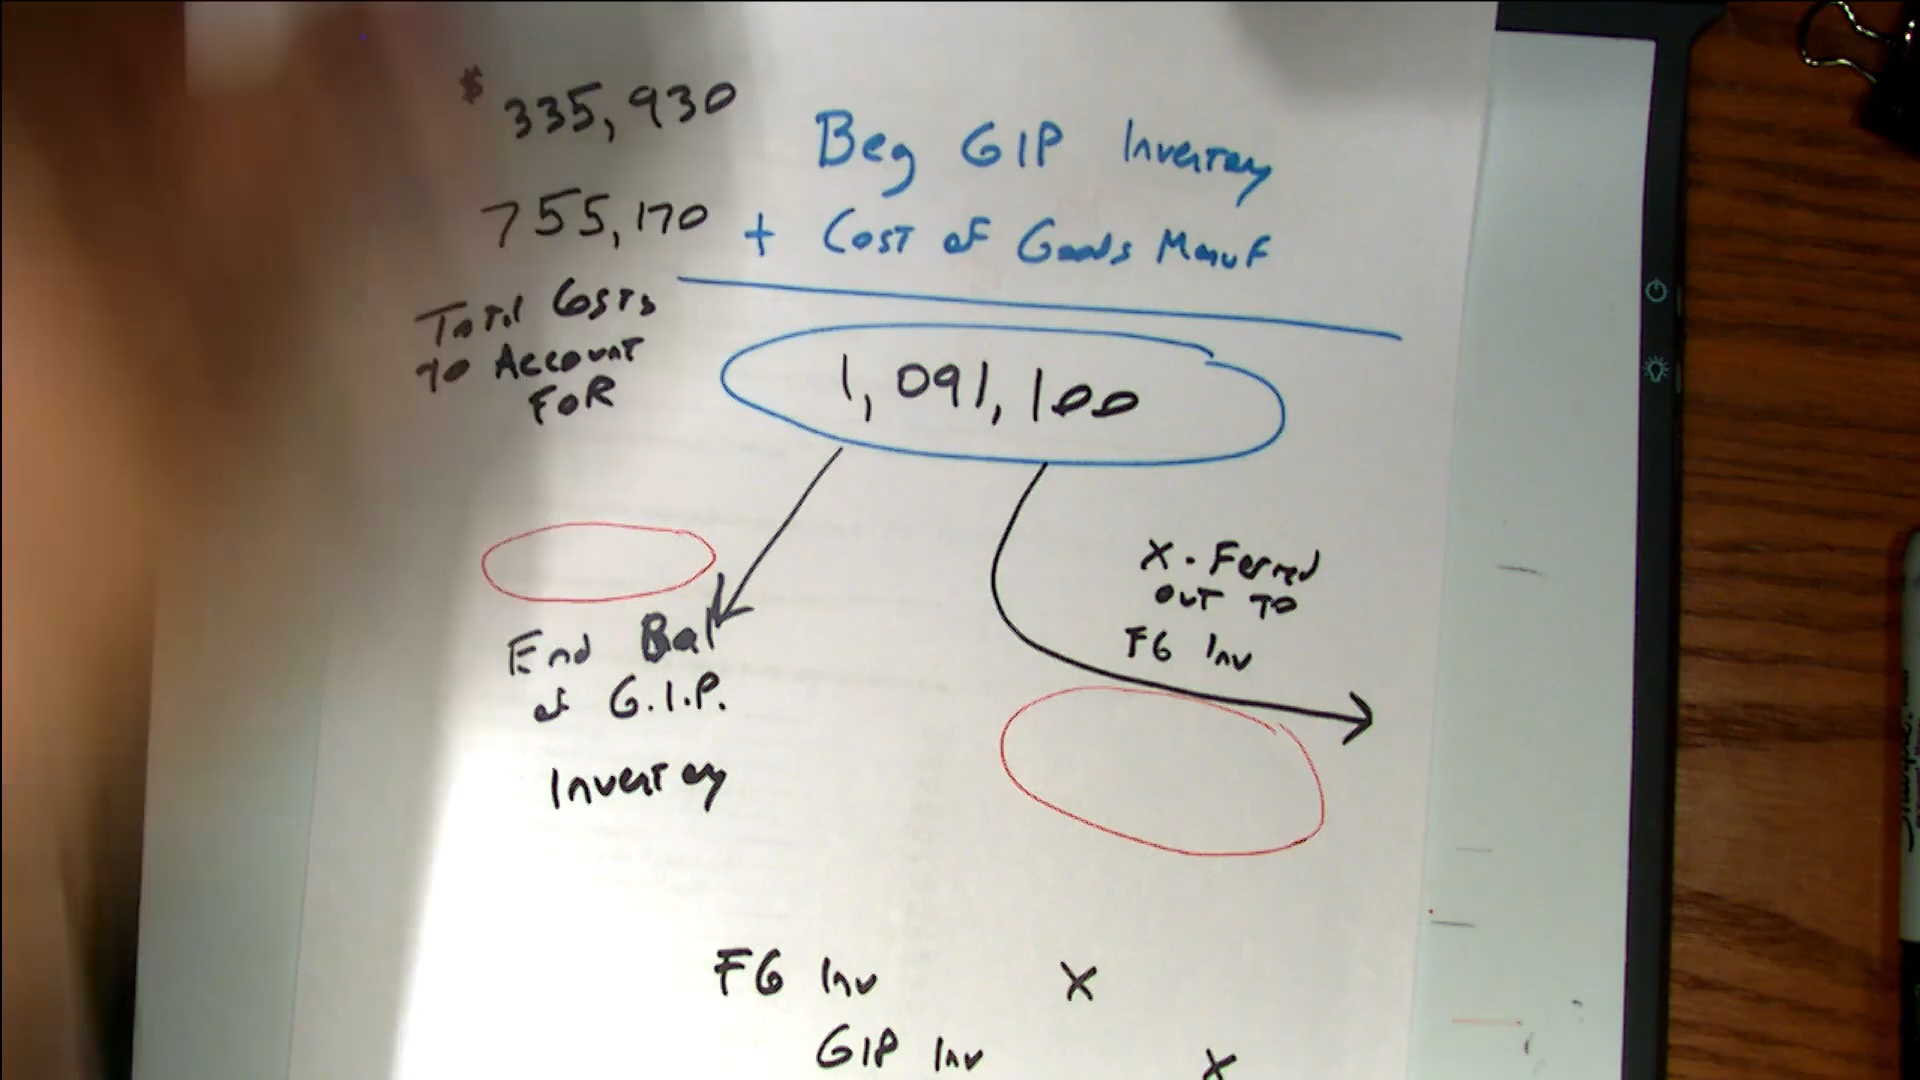 $ 335,930 Beg GIP Inventory
755,170 + Cost of Goods Manuf
Total Costs
to Account
FOR
1,091,100
X-Ferred
OUT TO
FG Inv
End Bal
of G.I.P.
Inventory
FG Inv X
GIP Inv X